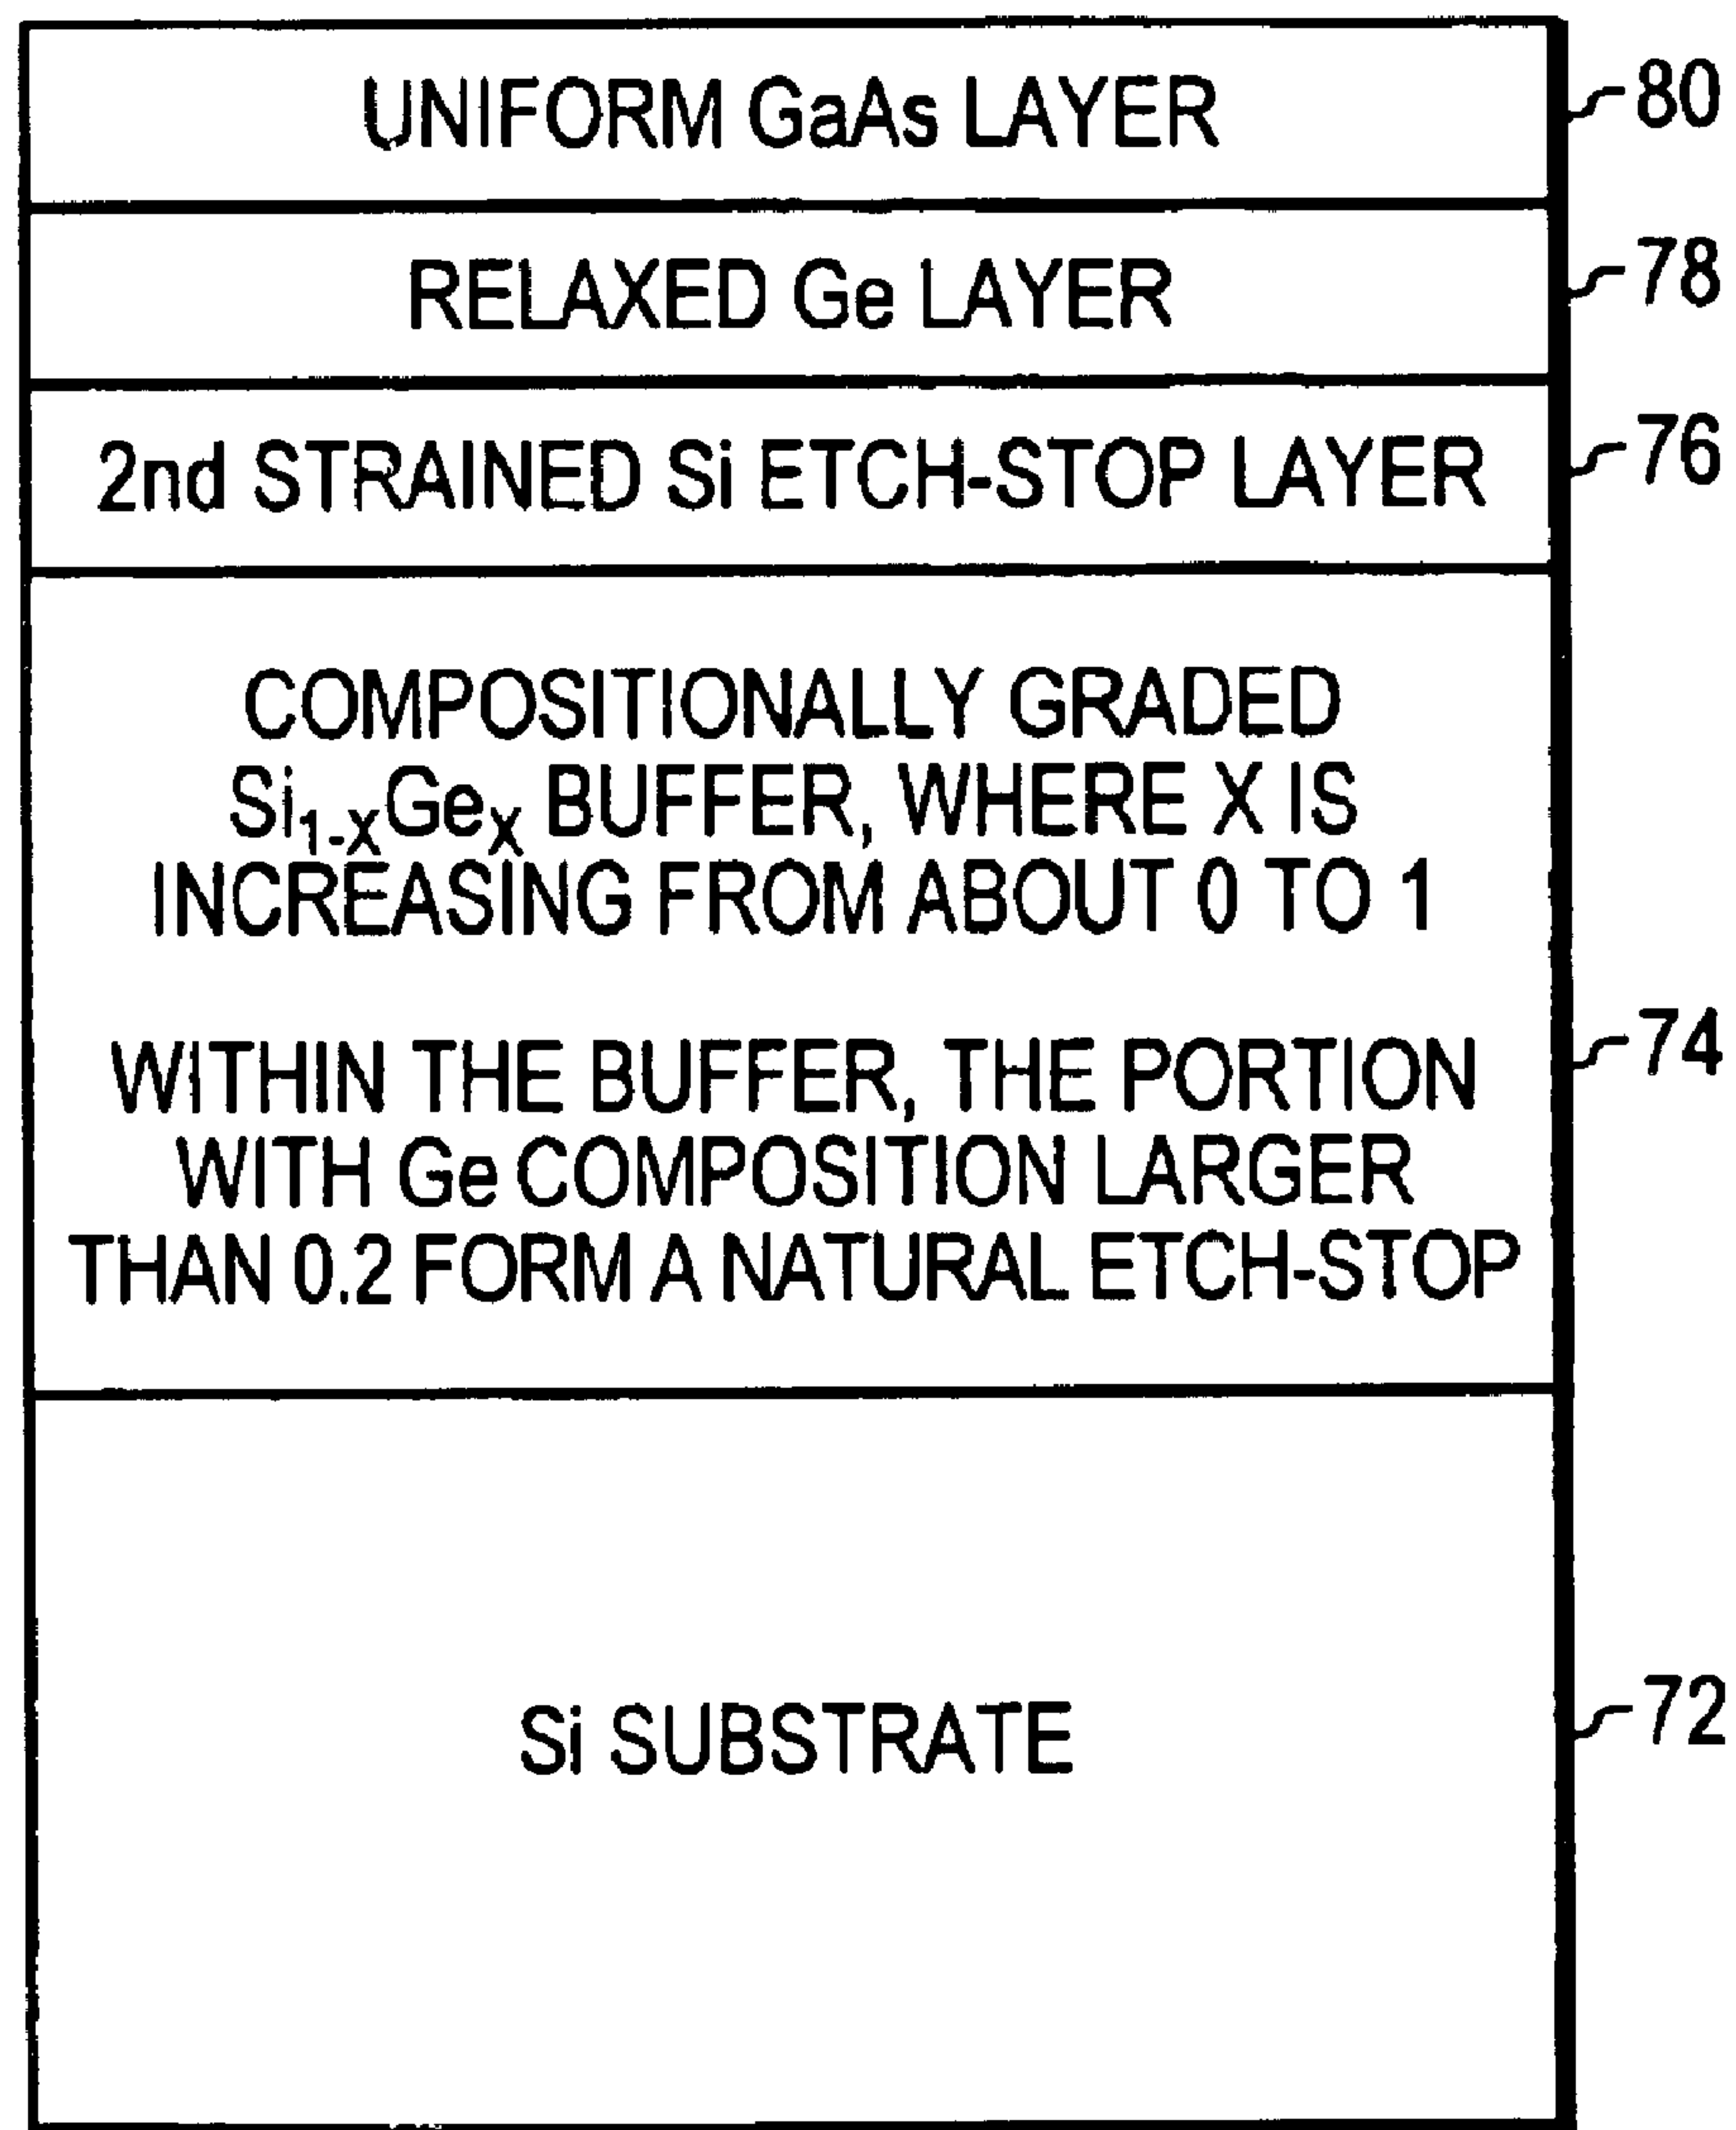 UNIFORM GaAs LAYER
80
RELAXED Ge LAYER
78
2nd STRAINED Si ETCH-STOP LAYER
76
COMPOSITIONALLY GRADED
Si₁₋ₓGeₓ BUFFER, WHERE X IS
INCREASING FROM ABOUT 0 TO 1
WITHIN THE BUFFER, THE PORTION
74
WITH Ge COMPOSITION LARGER
THAN 0.2 FORM A NATURAL ETCH-STOP
Si SUBSTRATE
72